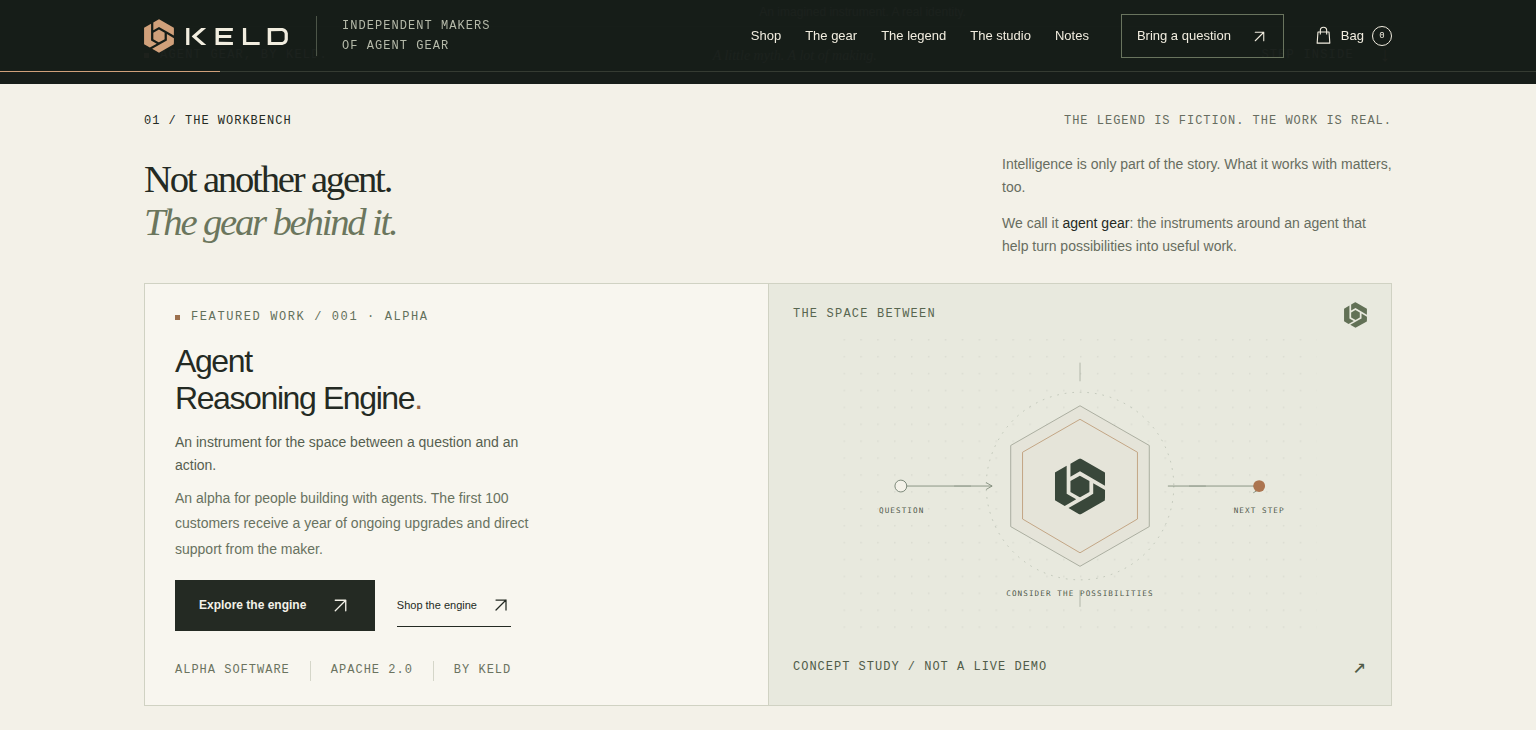 KELD
INDEPENDENT MAKERS
OF AGENT GEAR
Shop
The gear
The legend
The studio
Notes
Bring a question
Bag
0
01 / THE WORKBENCH
THE LEGEND IS FICTION. THE WORK IS REAL.
Not another agent.
The gear behind it.
Intelligence is only part of the story. What it works with matters,
too.
We call it agent gear: the instruments around an agent that
help turn possibilities into useful work.
FEATURED WORK / 001 · ALPHA
Agent
Reasoning Engine.
An instrument for the space between a question and an
action.
An alpha for people building with agents. The first 100
customers receive a year of ongoing upgrades and direct
support from the maker.
Explore the engine
Shop the engine
ALPHA SOFTWARE
APACHE 2.0
BY KELD
THE SPACE BETWEEN
QUESTION
NEXT STEP
CONSIDER THE POSSIBILITIES
CONCEPT STUDY / NOT A LIVE DEMO